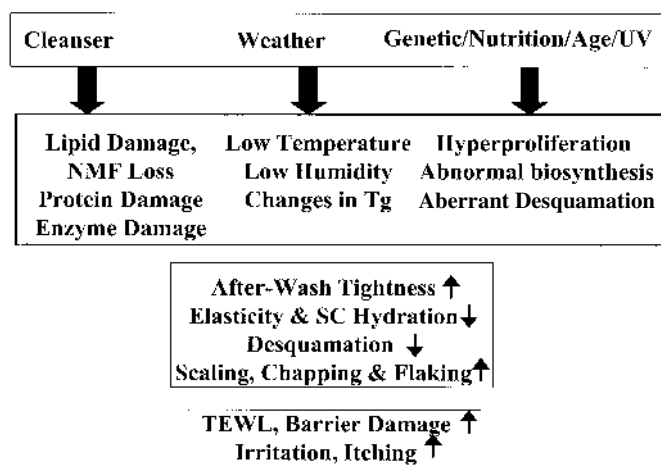 Cleanser Weather Genetic/Nutrition/Age/UV
Lipid Damage, Low Temperature Hyperproliferation
NMF Loss Low Humidity Abnormal biosynthesis
Protein Damage Changes in Tg Aberrant Desquamation
Enzyme Damage
After-Wash Tightness ↑
Elasticity & SC Hydration ↓
Desquamation ↓
Scaling, Chapping & Flaking ↑
TEWL, Barrier Damage ↑
Irritation, Itching ↑